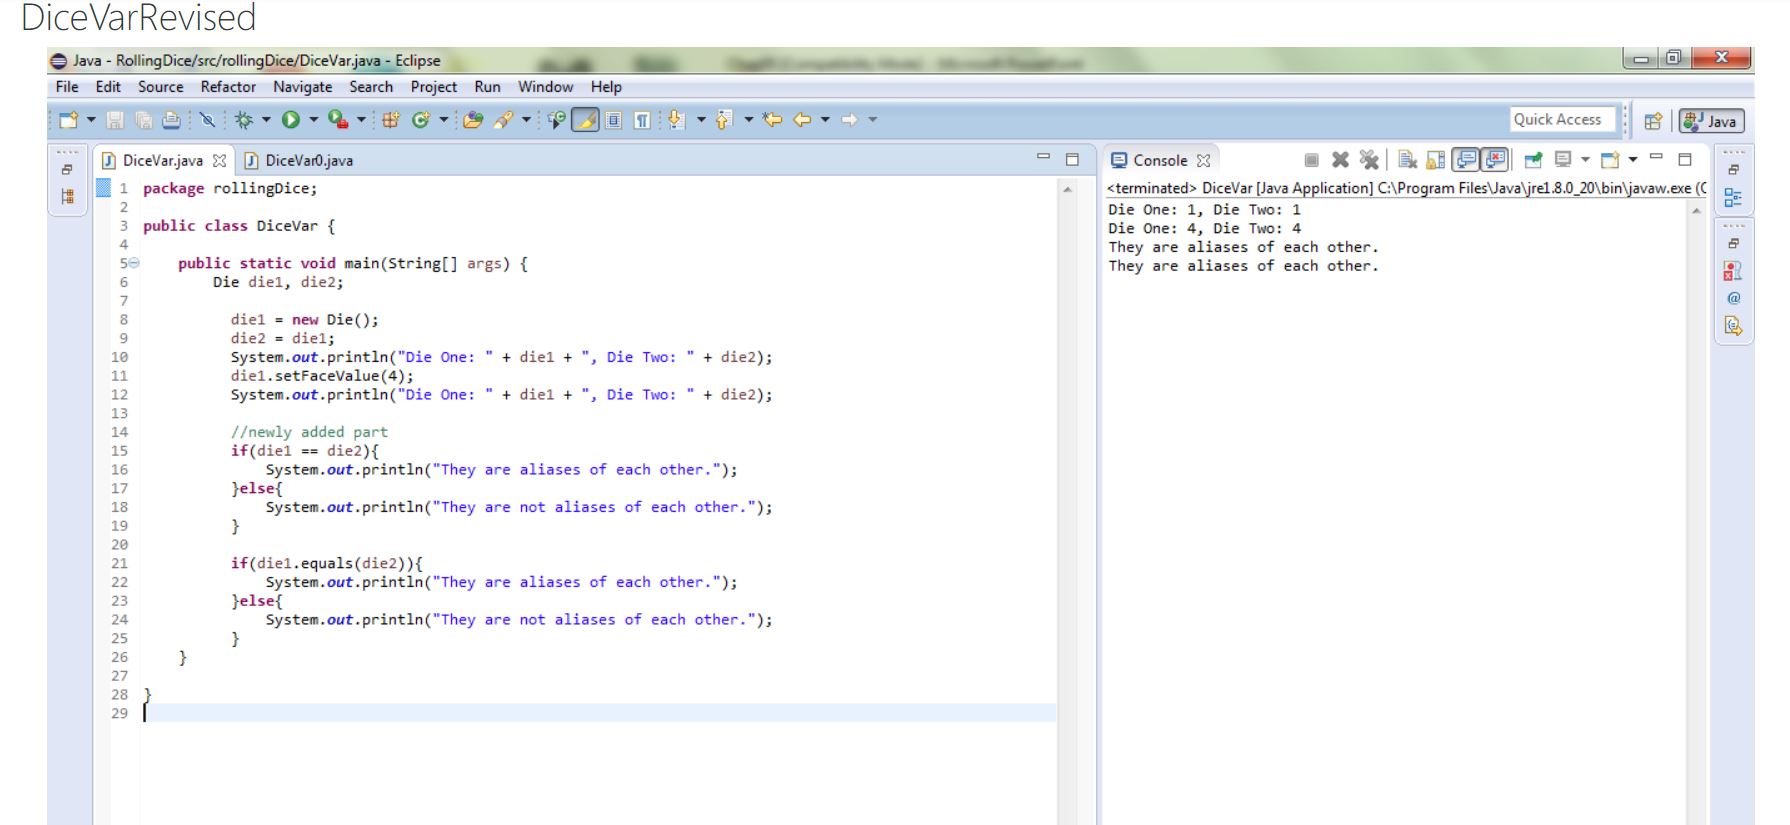 DiceVarRevised
Java - RollingDice/src/rollingDice/DiceVar.java - Eclipse
File Edit Source Refactor Navigate Search Project Run Window Help
Quick Access
Java
DiceVar.java
DiceVar0.java
1 package rollingDice;
2
3 public class DiceVar {
4
5 public static void main(String[] args) {
6 Die die1, die2;
7
8 die1 = new Die();
9 die2 = die1;
10 System.out.println("Die One: " + die1 + ", Die Two: " + die2);
11 die1.setFaceValue(4);
12 System.out.println("Die One: " + die1 + ", Die Two: " + die2);
13
14 //newly added part
15 if(die1 == die2){
16 System.out.println("They are aliases of each other.");
17 }else{
18 System.out.println("They are not aliases of each other.");
19 }
20
21 if(die1.equals(die2)){
22 System.out.println("They are aliases of each other.");
23 }else{
24 System.out.println("They are not aliases of each other.");
25 }
26 }
27
28 }
29
Console
<terminated> DiceVar [Java Application] C:\Program Files\Java\jre1.8.0_20\bin\javaw.exe (
Die One: 1, Die Two: 1
Die One: 4, Die Two: 4
They are aliases of each other.
They are aliases of each other.